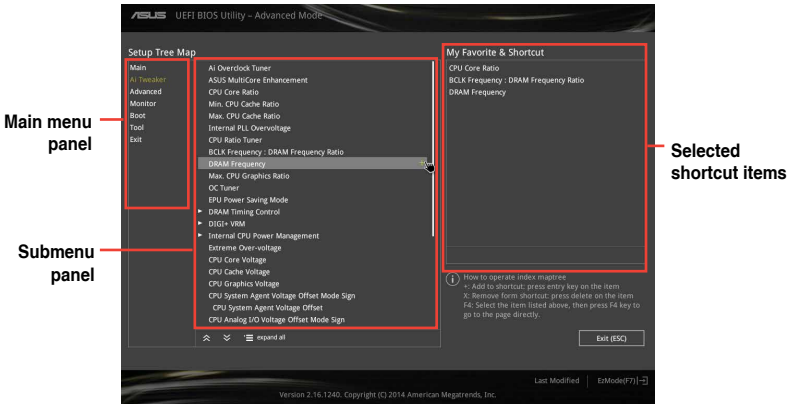 ASUS UEFI BIOS Utility – Advanced Mode
Setup Tree Map
Main
Ai Tweaker
Advanced
Monitor
Boot
Tool
Exit
Ai Overclock Tuner
ASUS MultiCore Enhancement
CPU Core Ratio
Min. CPU Cache Ratio
Max. CPU Cache Ratio
Internal PLL Overvoltage
CPU Ratio Tuner
BCLK Frequency : DRAM Frequency Ratio
DRAM Frequency
Max. CPU Graphics Ratio
OC Tuner
EPU Power Saving Mode
DRAM Timing Control
DIGI+ VRM
Internal CPU Power Management
Extreme Over-voltage
CPU Core Voltage
CPU Cache Voltage
CPU Graphics Voltage
CPU System Agent Voltage Offset Mode Sign
CPU System Agent Voltage Offset
CPU Analog I/O Voltage Offset Mode Sign
expand all
My Favorite & Shortcut
CPU Core Ratio
BCLK Frequency : DRAM Frequency Ratio
DRAM Frequency
How to operate index maptree
+: Add to shortcut: press entry key on the item
X: Remove form shortcut: press delete on the item
F4: Select the item listed above, then press F4 key to
go to the page directly.
Exit (ESC)
Last Modified
EzMode(F7)
Version 2.16.1240. Copyright (C) 2014 American Megatrends, Inc.
Main menu
panel
Submenu
panel
Selected
shortcut items